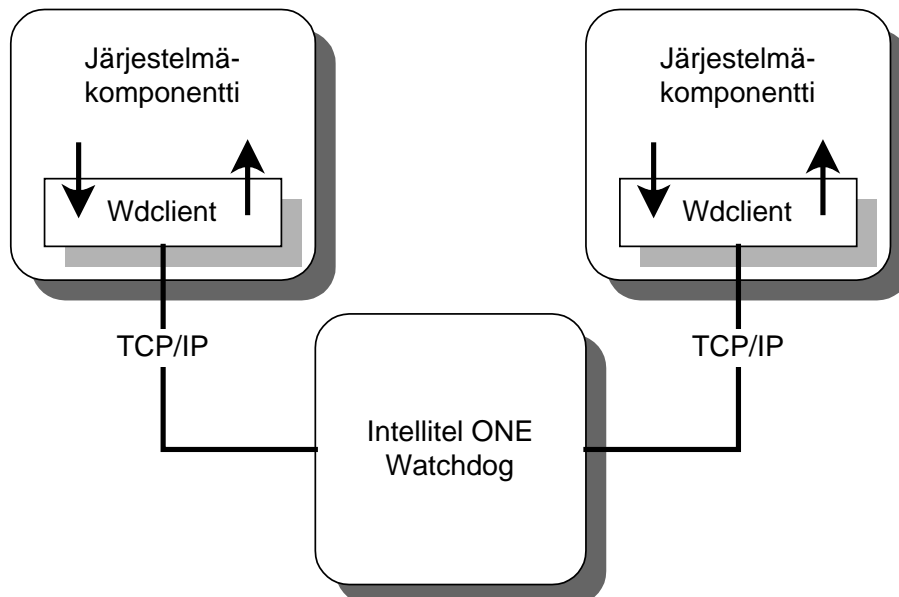 Järjestelmä-
komponentti
Wdclient
TCP/IP
Järjestelmä-
komponentti
Wdclient
TCP/IP
Intellitel ONE
Watchdog